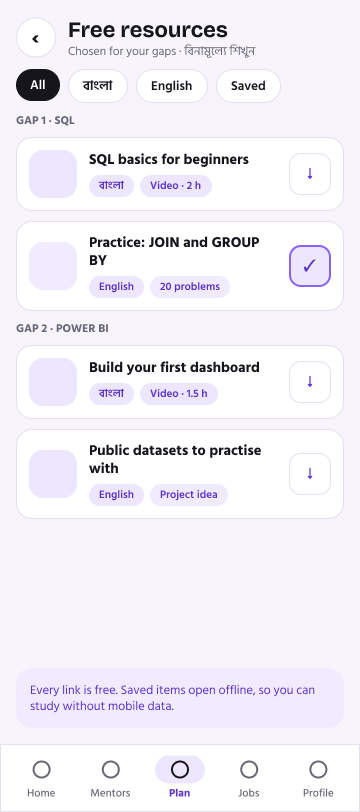 Free resources
Chosen for your gaps · বিনামূল্যে শিখুন
All
বাংলা
English
Saved
GAP 1 · SQL
SQL basics for beginners
বাংলা
Video · 2 h
↓
Practice: JOIN and GROUP
BY
English
20 problems
✓
GAP 2 · POWER BI
Build your first dashboard
বাংলা
Video · 1.5 h
↓
Public datasets to practise
with
English
Project idea
↓
Every link is free. Saved items open offline, so you can
study without mobile data.
Home
Mentors
Plan
Jobs
Profile